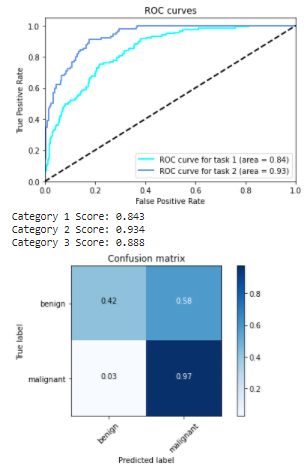 ROC curves
True Positive Rate
1.0
0.8
0.6
0.4
0.2
0.0
ROC curve for task 1 (area = 0.84)
ROC curve for task 2 (area = 0.93)
0.0 0.2 0.4 0.6 0.8 1.0
False Positive Rate
Category 1 Score: 0.843
Category 2 Score: 0.934
Category 3 Score: 0.888
Confusion matrix
True label
benign 0.42 0.58
malignant 0.03 0.97
benign malignant
Predicted label
0.8
0.6
0.4
0.2